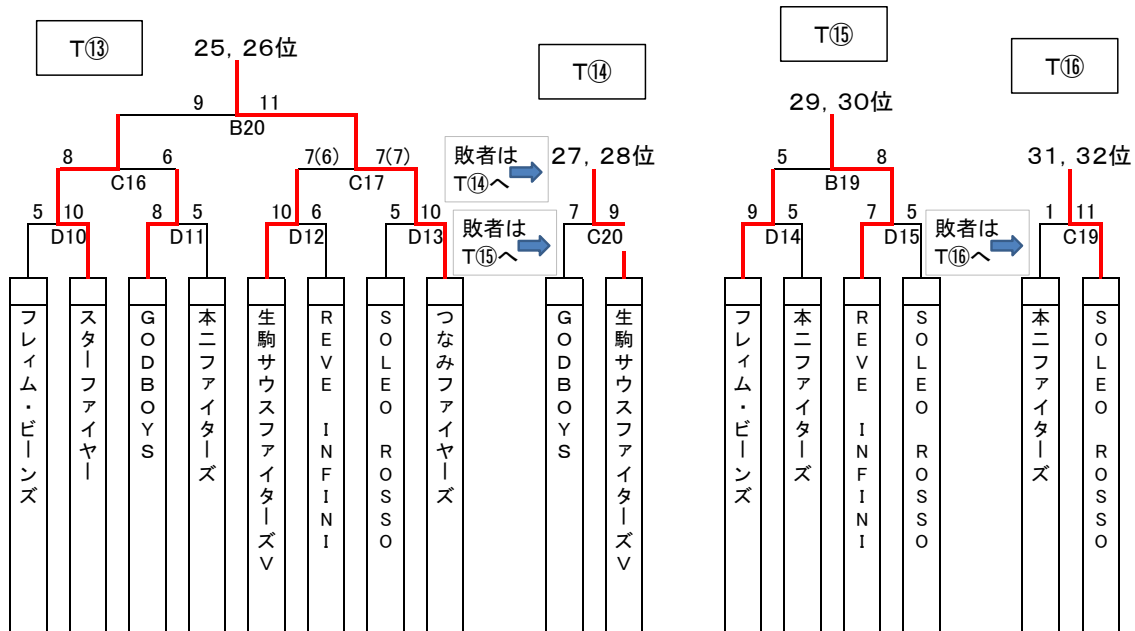 T⑬
25, 26位
T⑭
T⑮
T⑯
29, 30位
9 11
B20
8 6
C16
7(6) 7(7)
C17
敗者は
T⑭へ
27, 28位
5 8
B19
31, 32位
5 10
D10
8 5
D11
10 6
D12
5 10
D13
敗者は
T⑮へ
7 9
C20
9 5
D14
7 5
D15
敗者は
T⑯へ
1 11
C19
フレィム・ビーンズ
スターファイヤー
GODBOYS
本ニファイターズ
生駒サウスファイターズV
REVE INFINI
SOLEO ROSSO
つなみファイヤーズ
GODBOYS
生駒サウスファイターズV
フレィム・ビーンズ
本ニファイターズ
REVE INFINI
SOLEO ROSSO
本ニファイターズ
SOLEO ROSSO